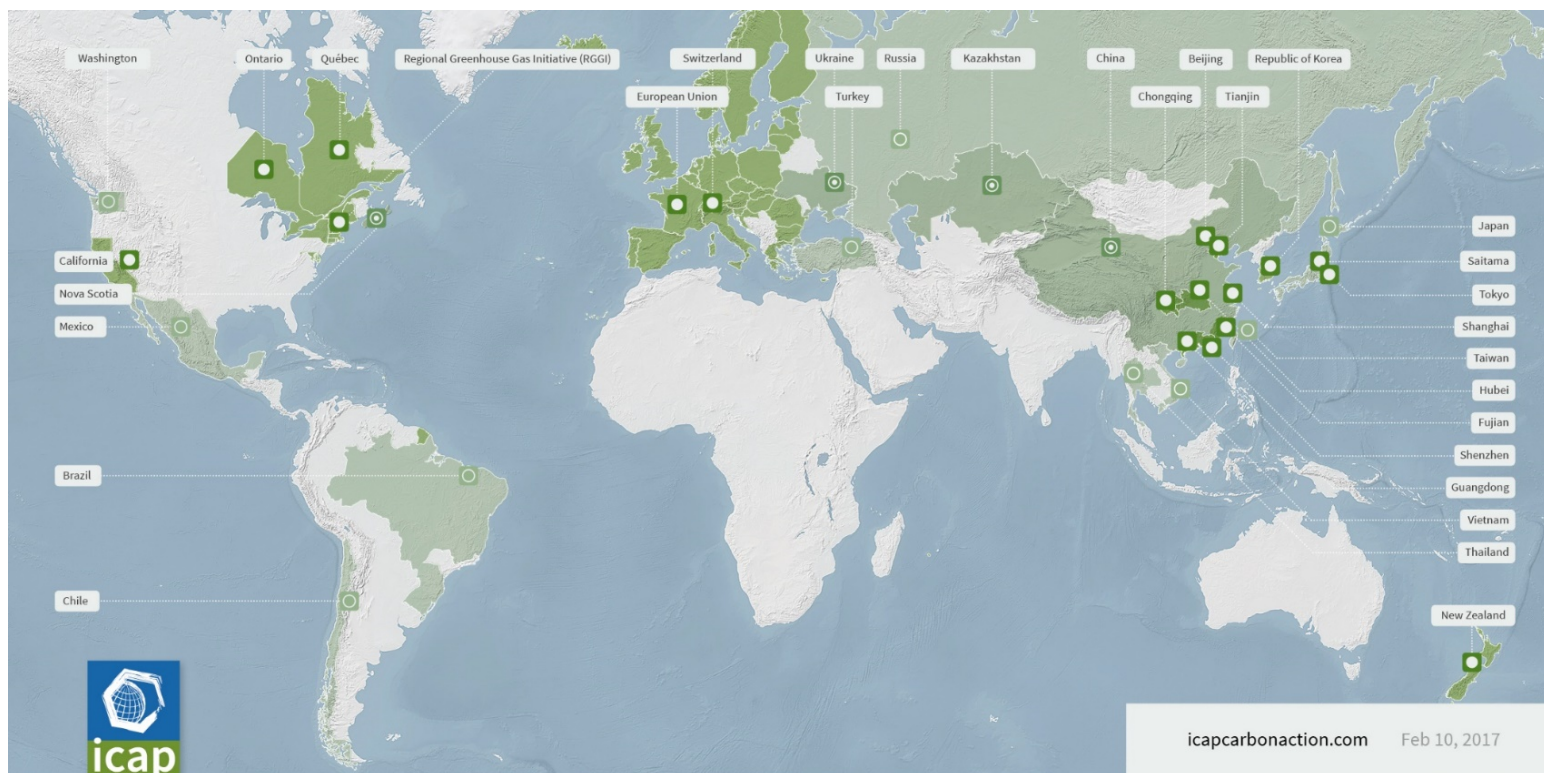 Washington
Ontario
Québec
Regional Greenhouse Gas Initiative (RGGI)
Switzerland
Ukraine
Russia
Kazakhstan
China
Beijing
Republic of Korea
European Union
Turkey
Chongqing
Tianjin
Japan
California
Saitama
Nova Scotia
Tokyo
Mexico
Shanghai
Taiwan
Hubei
Fujian
Shenzhen
Brazil
Guangdong
Vietnam
Thailand
Chile
New Zealand
icapcarbonaction.com Feb 10, 2017
icap